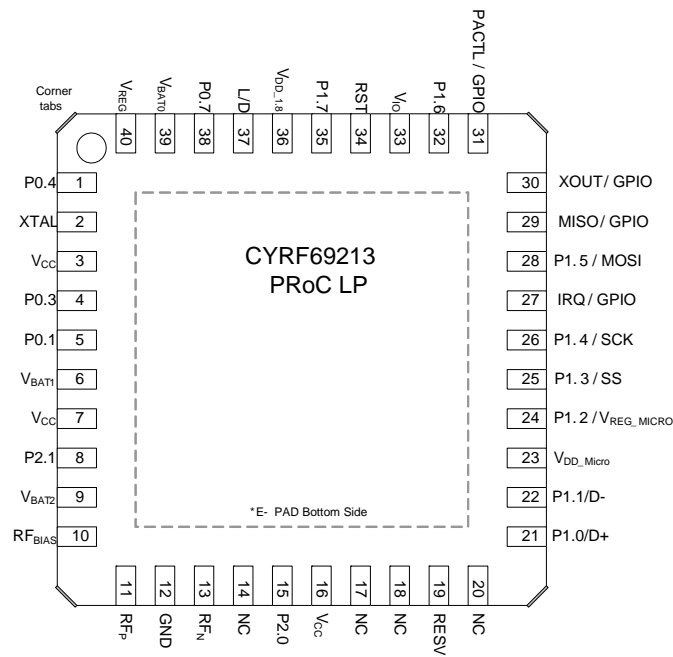 PACTL / GPIO
Corner
tabs
VREG
VBAT0
P0.7
L/D
VDD_1.8
P1.7
RST
VIO
P1.6
40
39
38
37
36
35
34
33
32
31
P0.4 1
XTAL 2
VCC 3
P0.3 4
P0.1 5
VBAT1 6
VCC 7
P2.1 8
VBAT2 9
RFBIAS 10
CYRF69213
PRoC LP
*E- PAD Bottom Side
30 XOUT/ GPIO
29 MISO/ GPIO
28 P1.5 / MOSI
27 IRQ / GPIO
26 P1.4 / SCK
25 P1.3 / SS
24 P1.2 / VREG_MICRO
23 VDD_Micro
22 P1.1/D-
21 P1.0/D+
11
12
13
14
15
16
17
18
19
20
RFP
GND
RFN
NC
P2.0
VCC
NC
NC
RESV
NC